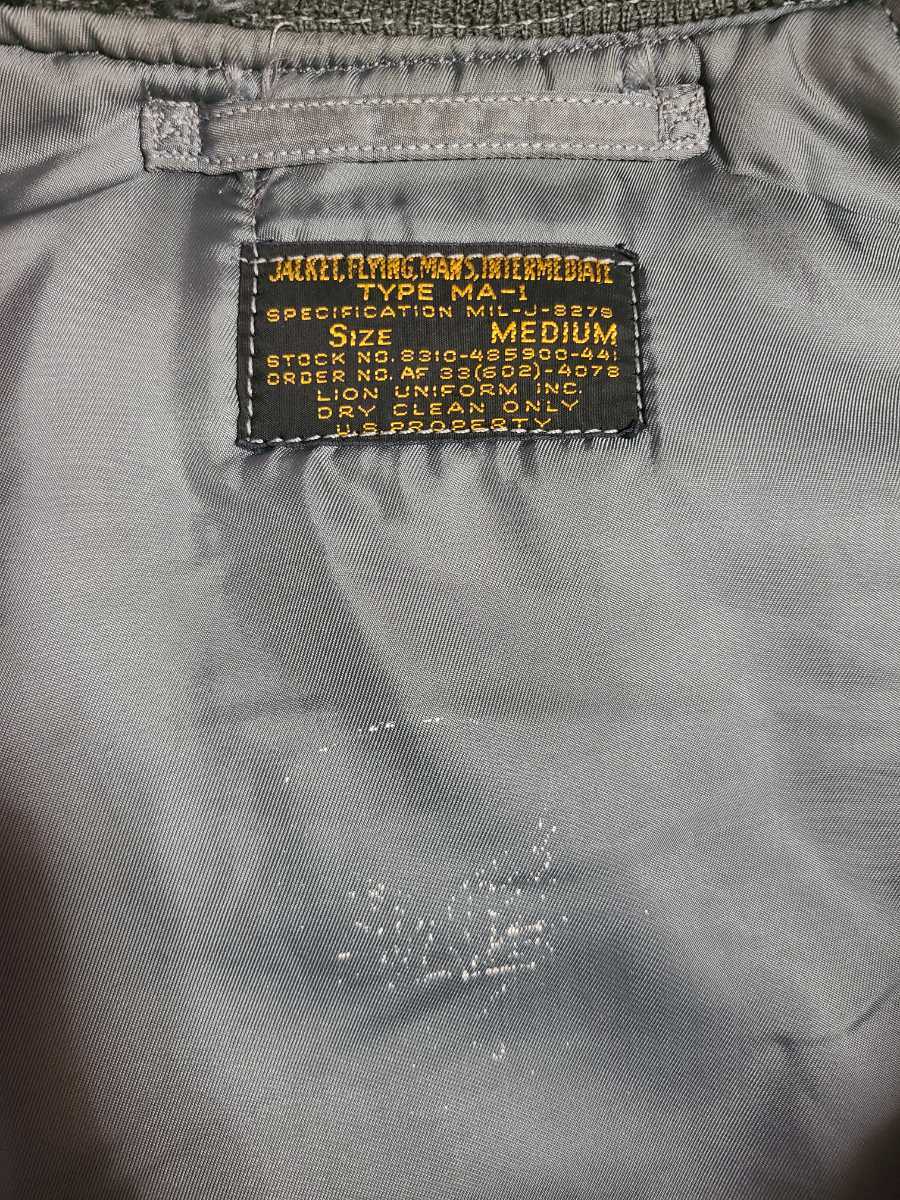 JACKET, FLYING, MAN'S, INTERMEDIATE
TYPE MA-1
SPECIFICATION MIL-J-8279
SIZE MEDIUM
STOCK NO. 8310-485900-441
ORDER NO. AF 33(602)-4078
LION UNIFORM INC.
DRY CLEAN ONLY
U.S. PROPERTY